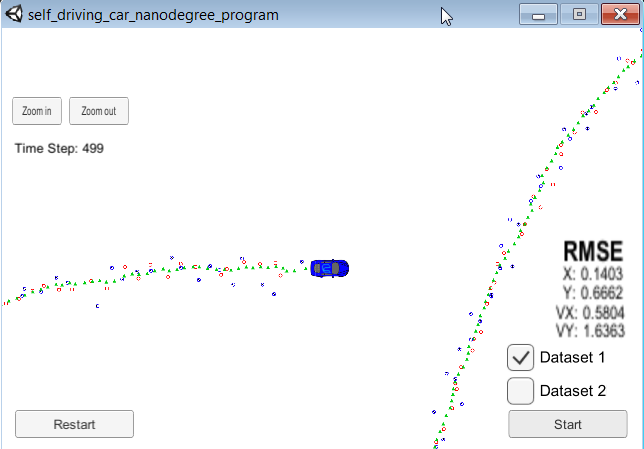 self_driving_car_nanodegree_program
Zoom in
Zoom out
Time Step: 499
RMSE
X: 0.1403
Y: 0.6662
VX: 0.5804
VY: 1.6363
Dataset 1
Dataset 2
Restart
Start